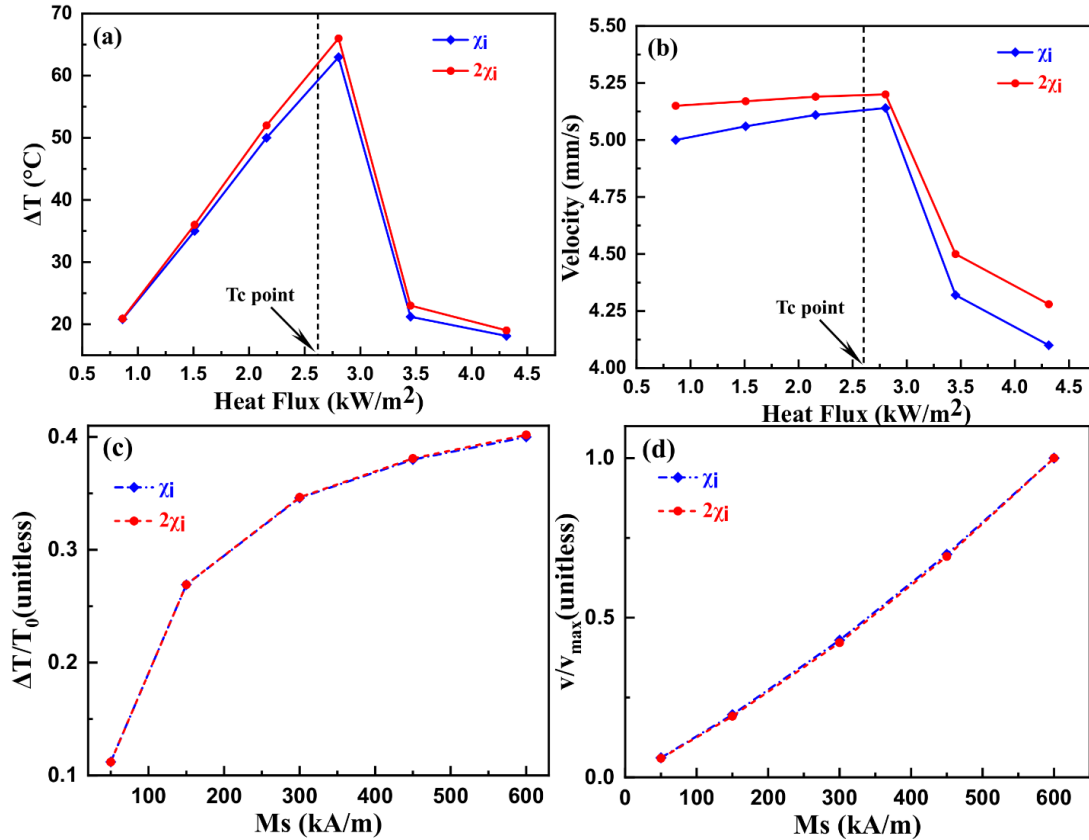 (a)
χi
2χi
70
60
50
40
30
20
ΔT (°C)
Tc point
0.5 1.0 1.5 2.0 2.5 3.0 3.5 4.0 4.5
Heat Flux (kW/m²)
(b)
χi
2χi
5.50
5.25
5.00
4.75
4.50
4.25
4.00
Velocity (mm/s)
Tc point
0.5 1.0 1.5 2.0 2.5 3.0 3.5 4.0 4.5
Heat Flux (kW/m²)
(c)
χi
2χi
0.4
0.3
0.2
0.1
ΔT/T₀(unitless)
100 200 300 400 500 600
Ms (kA/m)
(d)
χi
2χi
1.0
0.5
0.0
v/vmax(unitless)
0 100 200 300 400 500 600
Ms (kA/m)